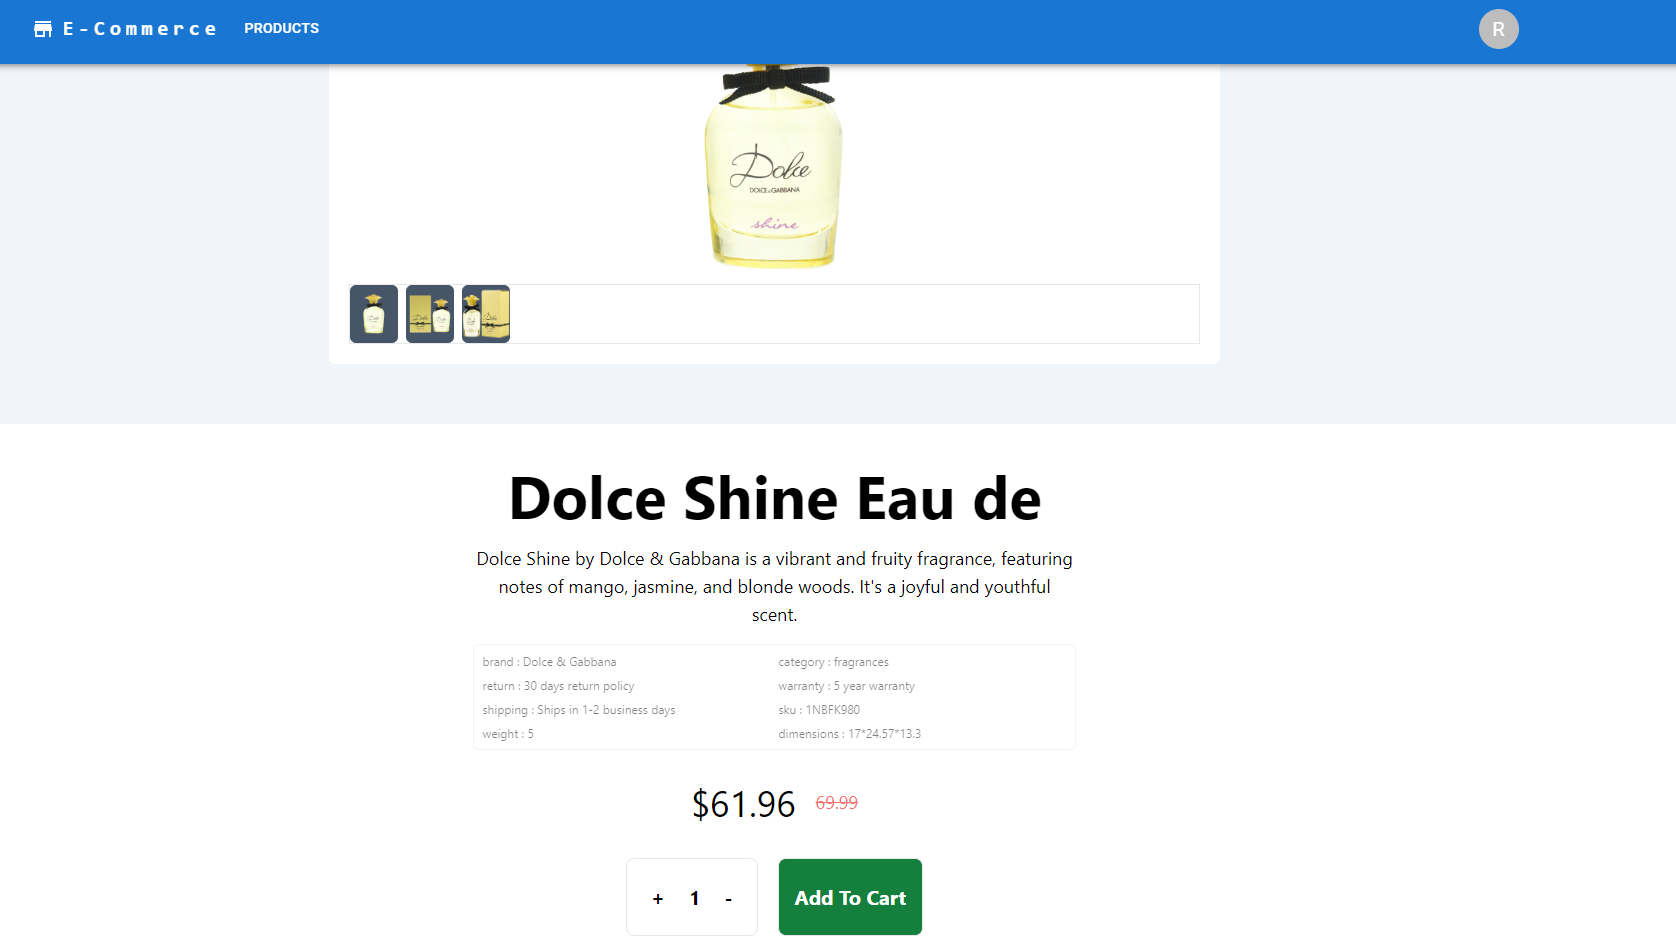 E-Commerce PRODUCTS R
Dolce
DOLCE & GABBANA
shine
Dolce Shine Eau de
Dolce Shine by Dolce & Gabbana is a vibrant and fruity fragrance, featuring
notes of mango, jasmine, and blonde woods. It's a joyful and youthful
scent.
brand : Dolce & Gabbana category : fragrances
return : 30 days return policy warranty : 5 year warranty
shipping : Ships in 1-2 business days sku : 1NBFK980
weight : 5 dimensions : 17*24.57*13.3
$61.96 69.99
+ 1 - Add To Cart